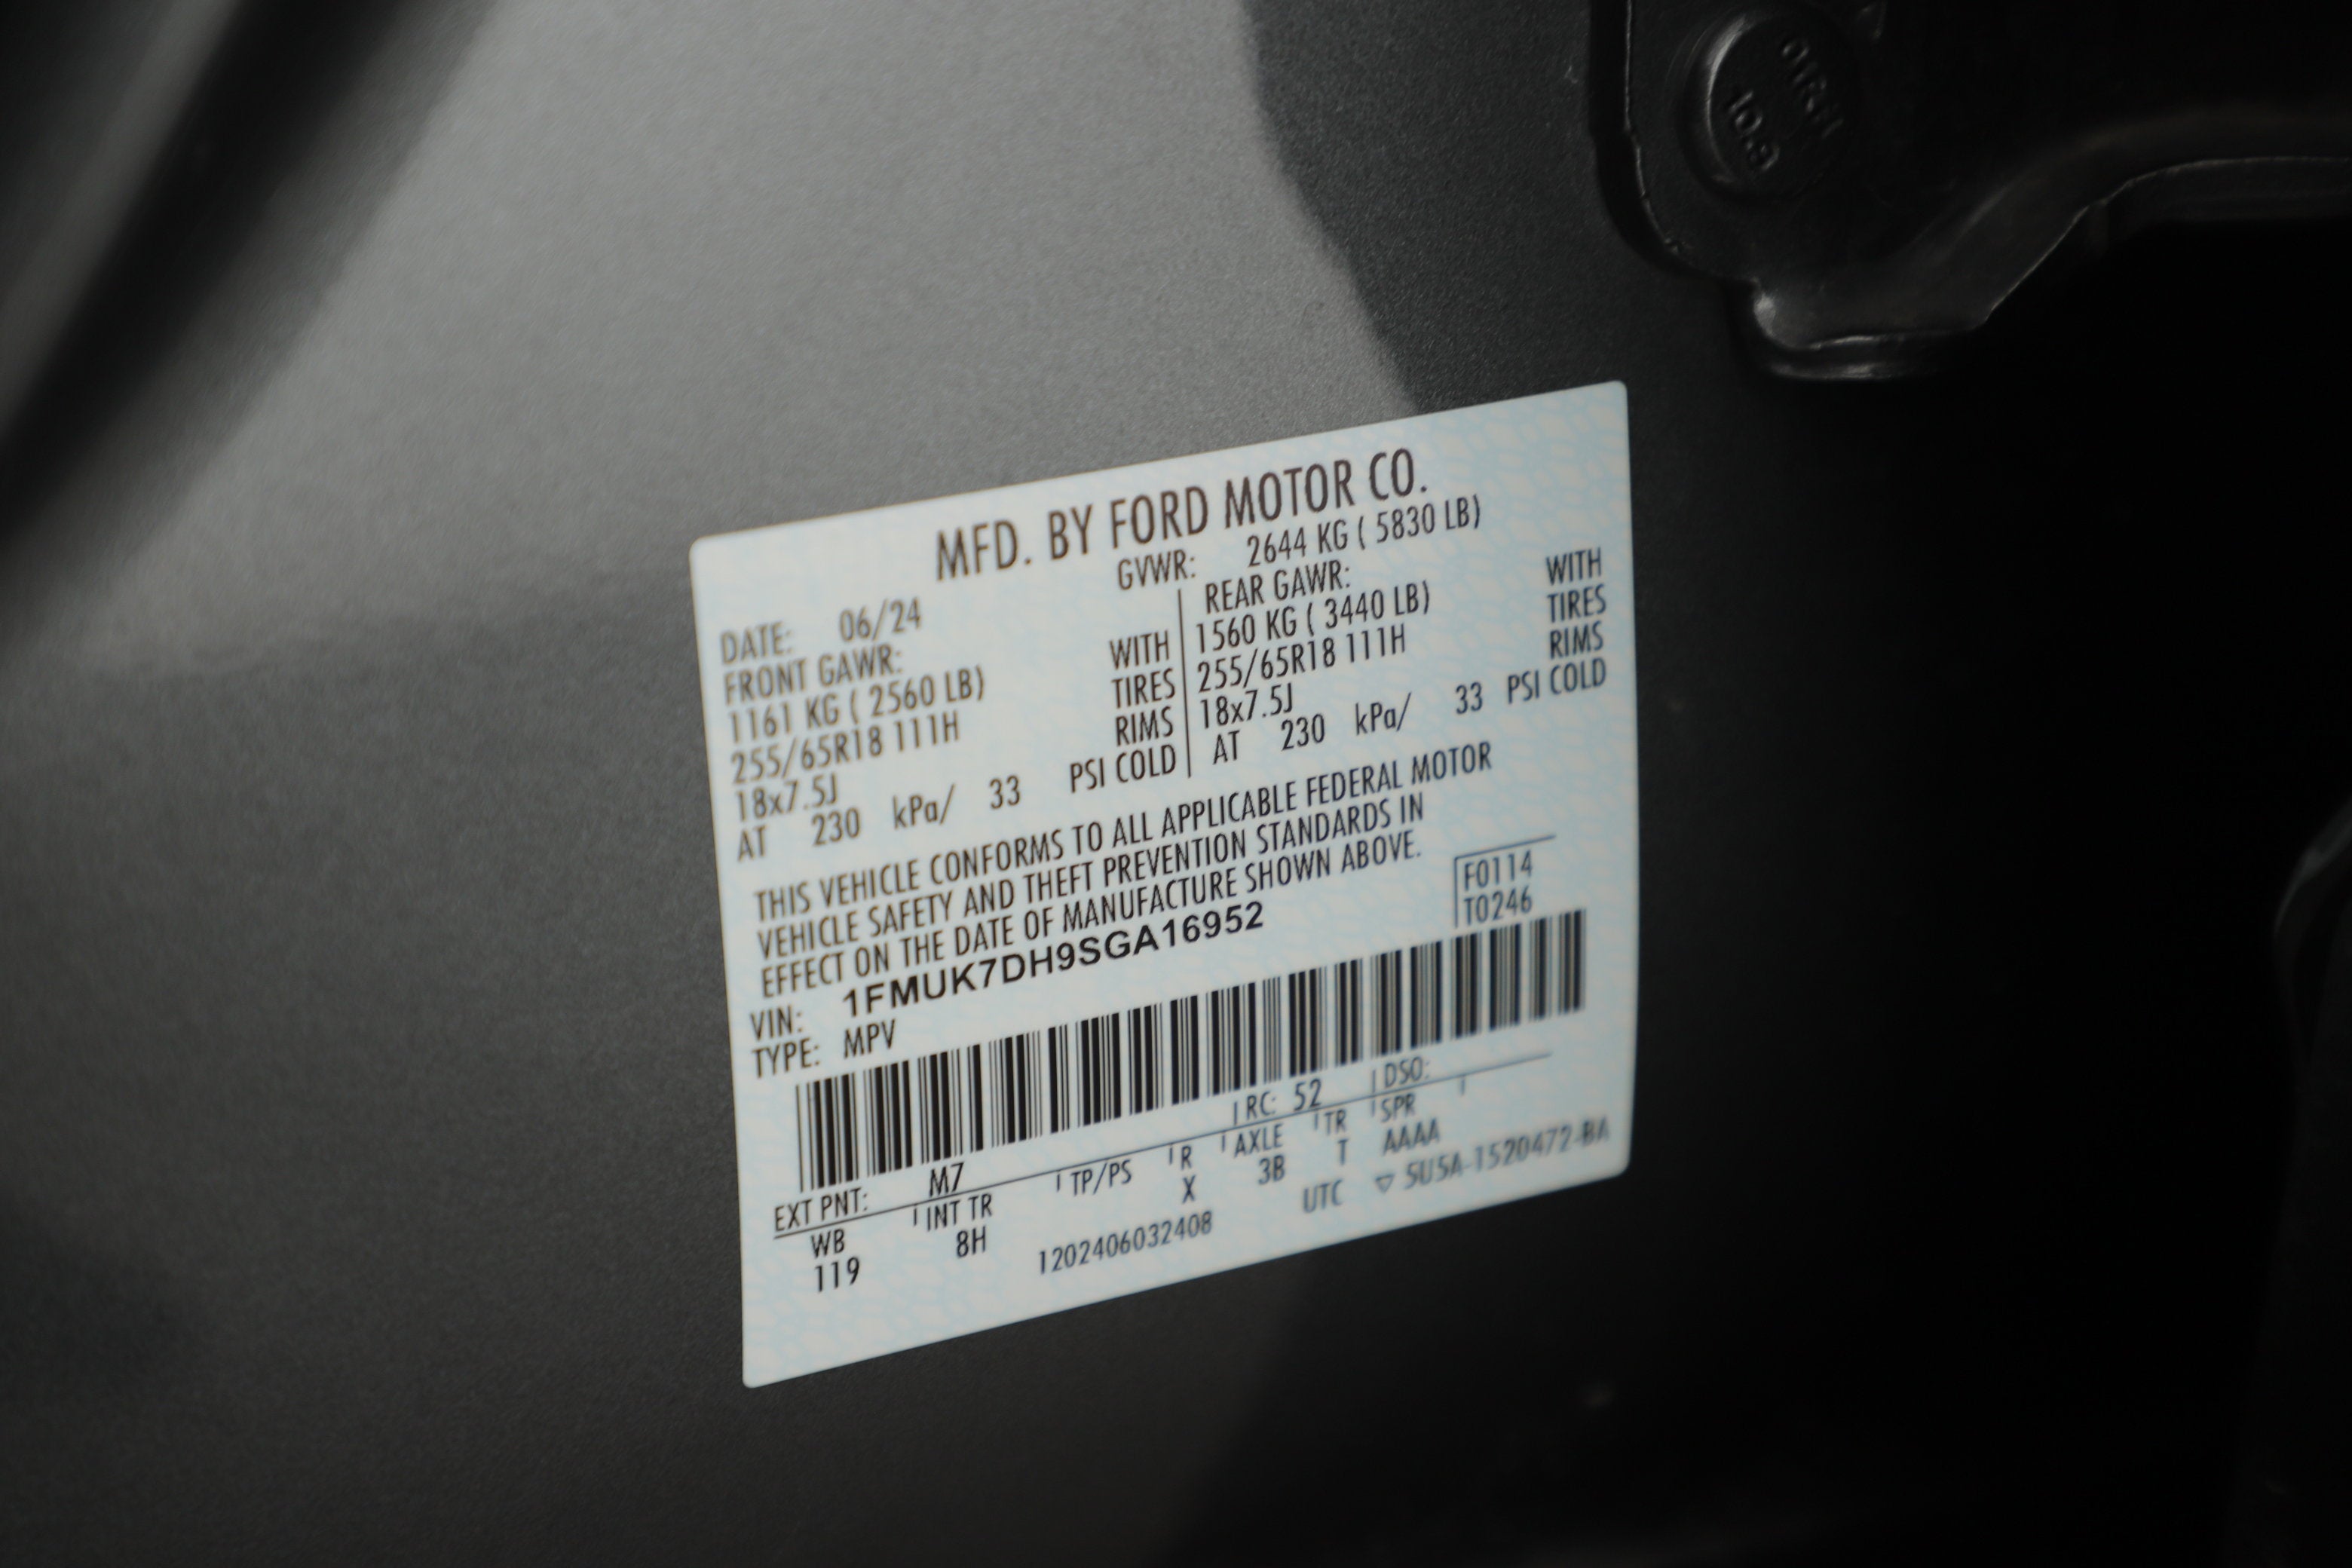 MFD. BY FORD MOTOR CO.
DATE: 06/24 GVWR: 2644 KG ( 5830 LB)
FRONT GAWR:
1161 KG ( 2560 LB) WITH
255/65R18 111H TIRES
18x7.5J RIMS
AT 230 kPa/ 33 PSI COLD
REAR GAWR:
1560 KG ( 3440 LB) WITH
255/65R18 111H TIRES
18x7.5J RIMS
AT 230 kPa/ 33 PSI COLD
THIS VEHICLE CONFORMS TO ALL APPLICABLE FEDERAL MOTOR
VEHICLE SAFETY AND THEFT PREVENTION STANDARDS IN
EFFECT ON THE DATE OF MANUFACTURE SHOWN ABOVE.
F0114
T0246
VIN: 1FMUK7DH9SGA16952
TYPE: MPV
EXT PNT: M7 RC: 52 DSO:
WB INT TR TP/PS R AXLE TR SPR
119 8H X 3B T AAAA
1202406032408 UTC ▽ 5U5A-1520472-BA
10.9